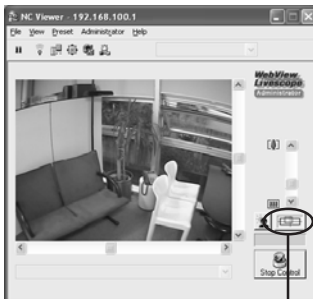 NC Viewer - 192.168.100.1
File View Preset Administrator Help
WebView
Livescope
Administrator
Stop Control